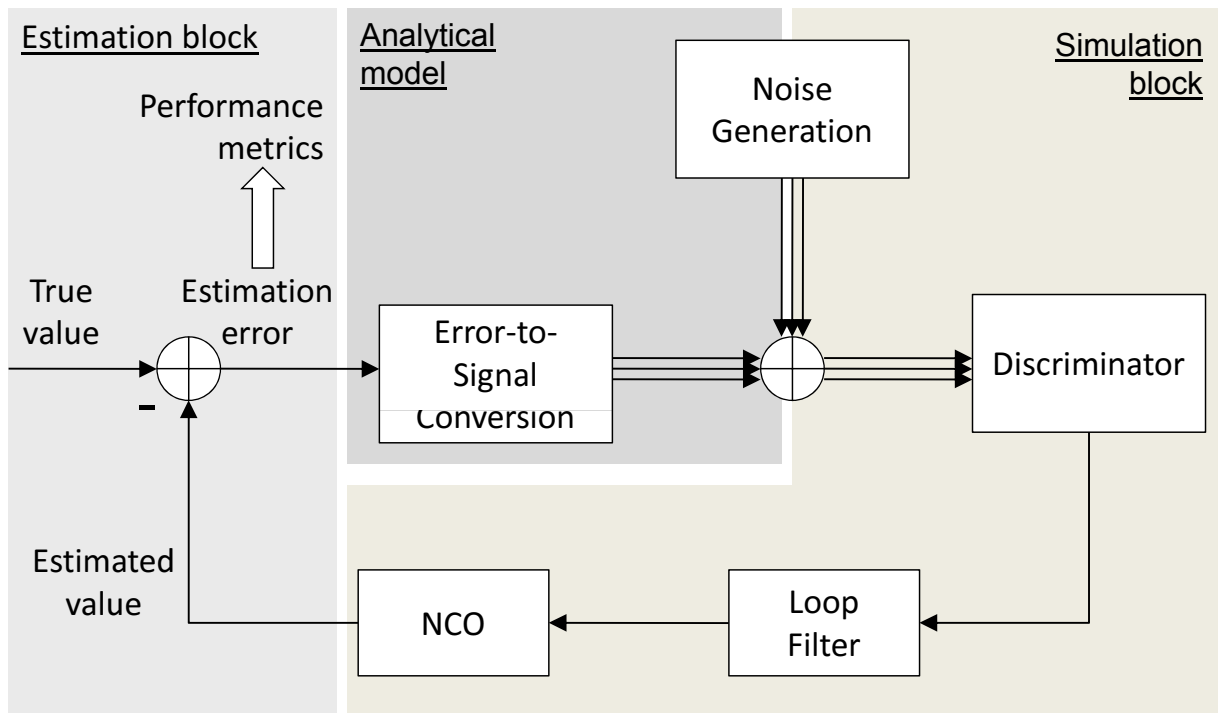 Estimation block
Analytical
model
Simulation
block
Performance
metrics
Noise
Generation
True
value
Estimation
error
Error-to-
Signal
Conversion
Discriminator
-
Estimated
value
NCO
Loop
Filter